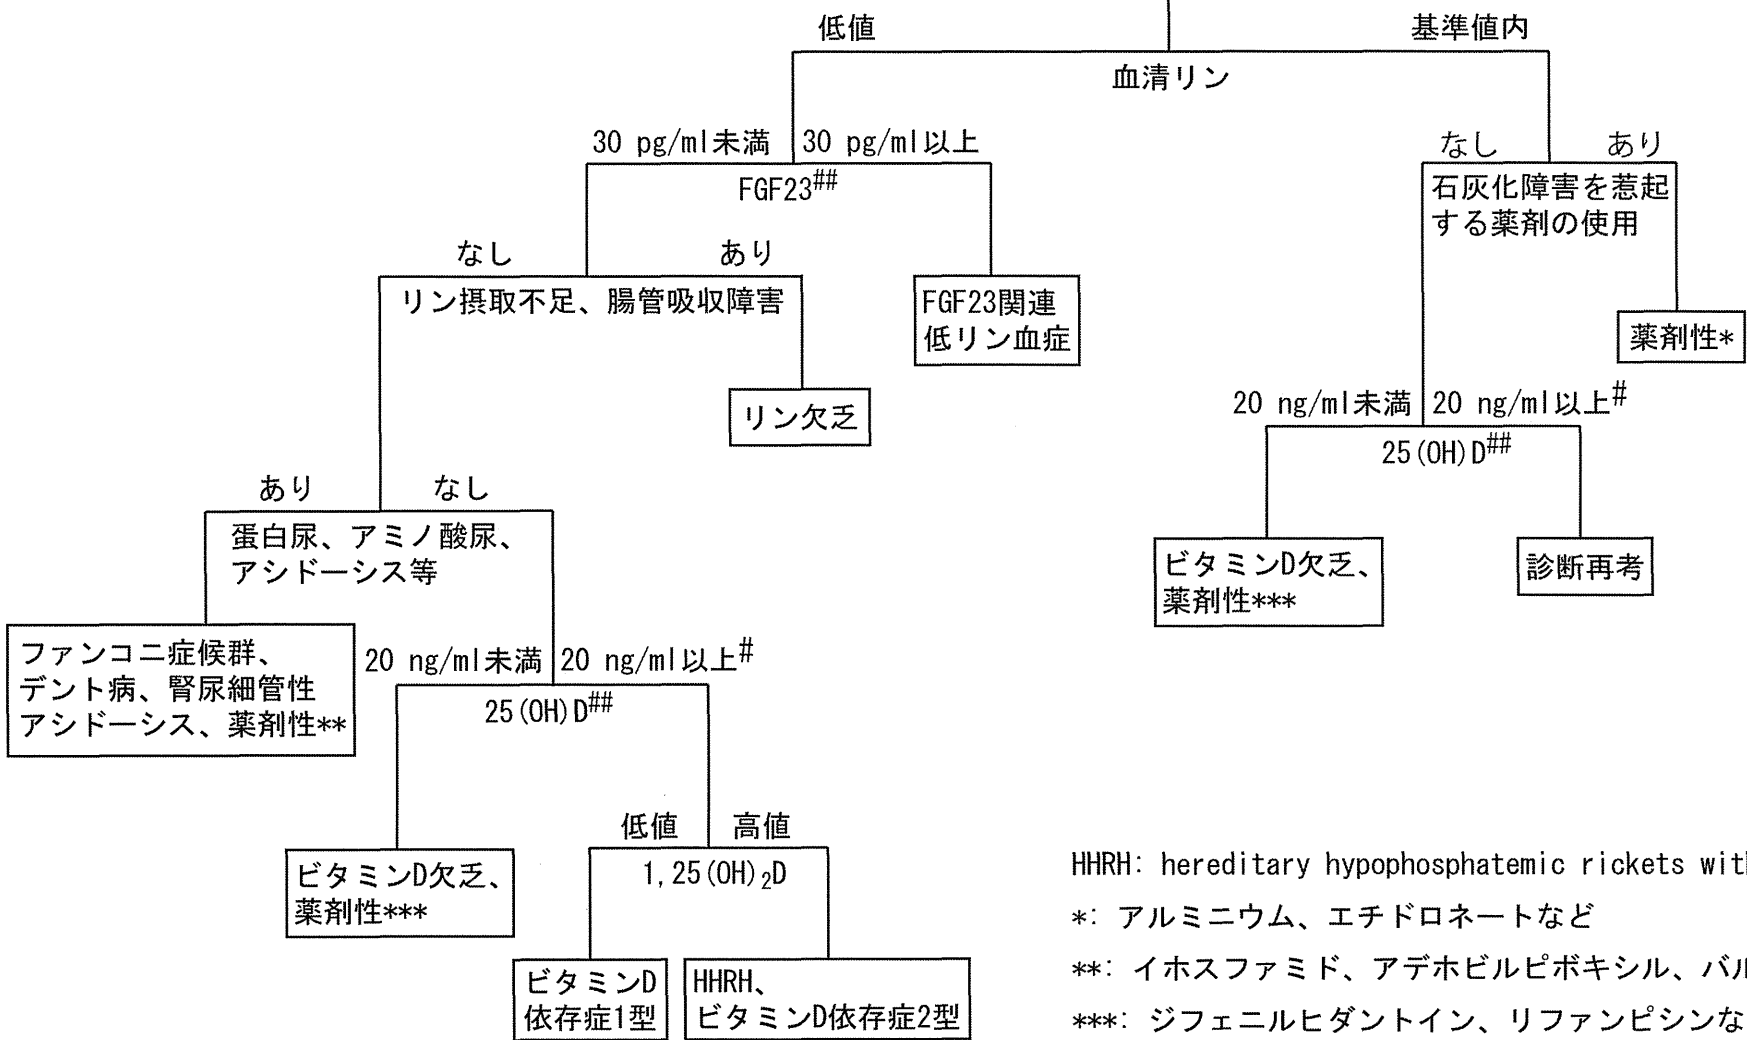 低値 基準値内
血清リン
30 pg/ml未満 30 pg/ml以上
FGF23##
なし あり
石灰化障害を惹起
する薬剤の使用
なし あり
リン摂取不足、腸管吸収障害
FGF23関連
低リン血症
薬剤性*
リン欠乏
20 ng/ml未満 20 ng/ml以上#
25(OH)D##
あり なし
蛋白尿、アミノ酸尿、
アシドーシス等
ビタミンD欠乏、
薬剤性***
診断再考
ファンコニ症候群、
デント病、腎尿細管性
アシドーシス、薬剤性**
20 ng/ml未満 20 ng/ml以上#
25(OH)D##
低値 高値
1,25(OH)₂D
ビタミンD欠乏、
薬剤性***
ビタミンD
依存症1型
HHRH、
ビタミンD依存症2型
HHRH: hereditary hypophosphatemic rickets wit
*: アルミニウム、エチドロネートなど
**: イホスファミド、アデホビルピボキシル、バル
***: ジフェニルヒダントイン、リファンピシンな